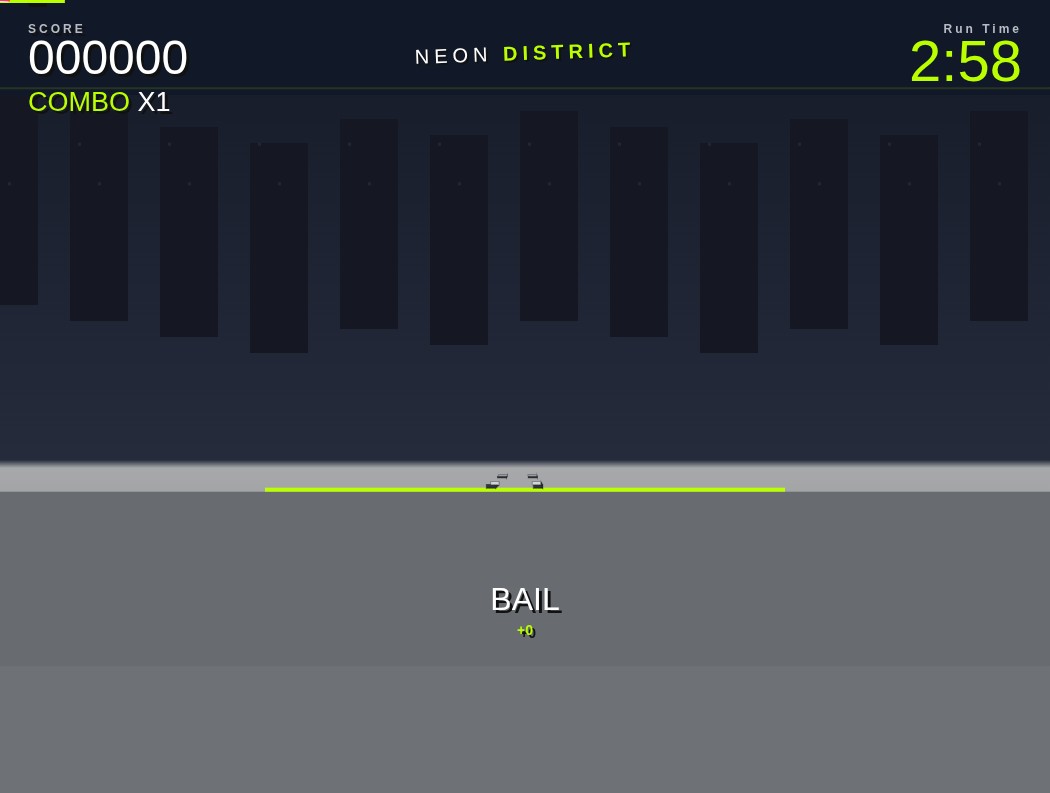 SCORE
000000
COMBO X1
NEON DISTRICT
Run Time
2:58
BAIL
+0